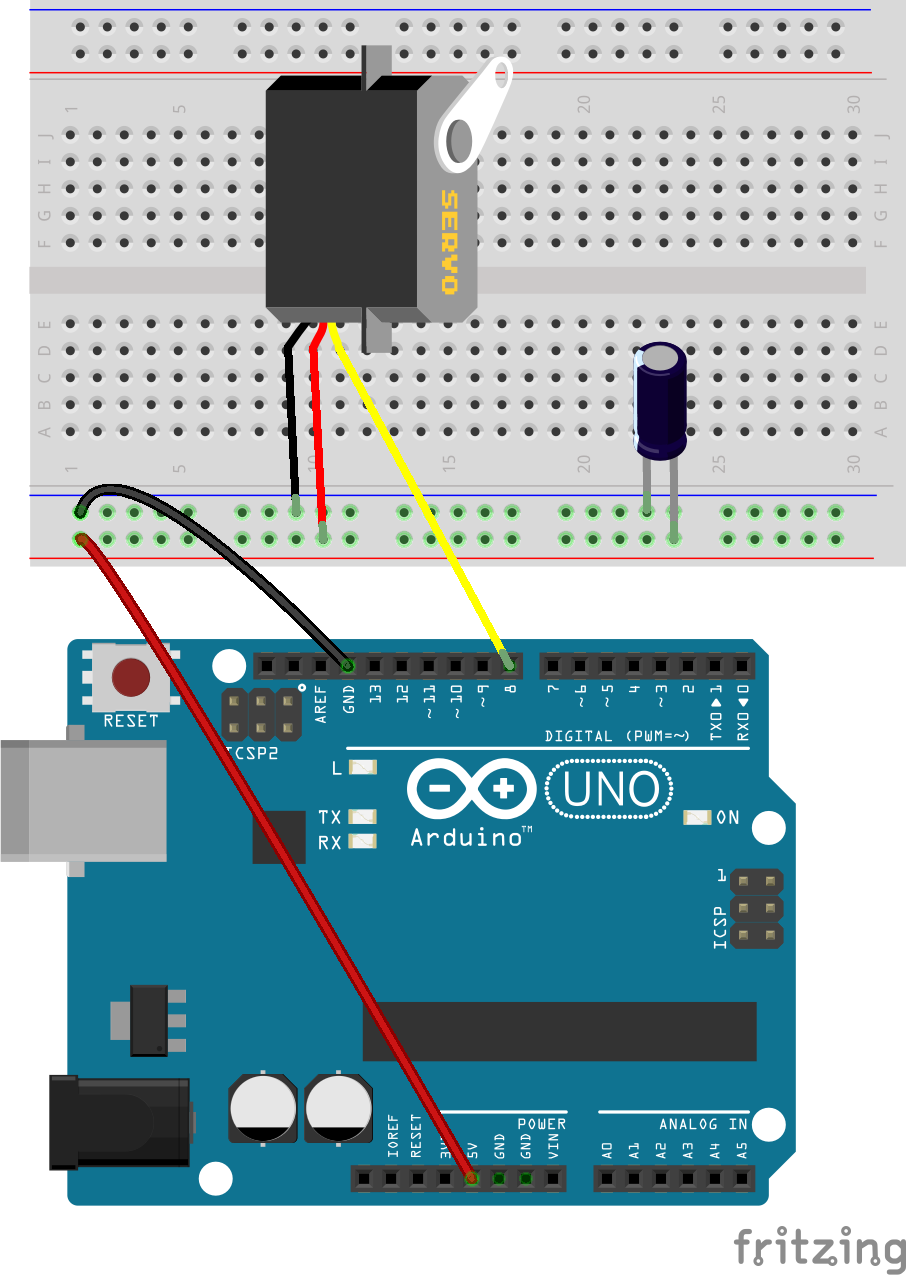 1 5 20 25 30
J J
I I
H H
G G
F F
SERVO
E E
D D
C C
B B
A A
1 5 10 15 20 25 30
RESET
ICSP2
AREF GND 13 12 ~11 ~10 ~9 8 7 ~6 ~5 4 ~3 2 TX0▶1 RX0◀0
DIGITAL (PWM=~)
L
TX
RX
Arduino™
UNO
ON
1
ICSP
POWER
ANALOG IN
IOREF RESET 5V GND GND VIN A0 A1 A2 A3 A4 A5
fritzing